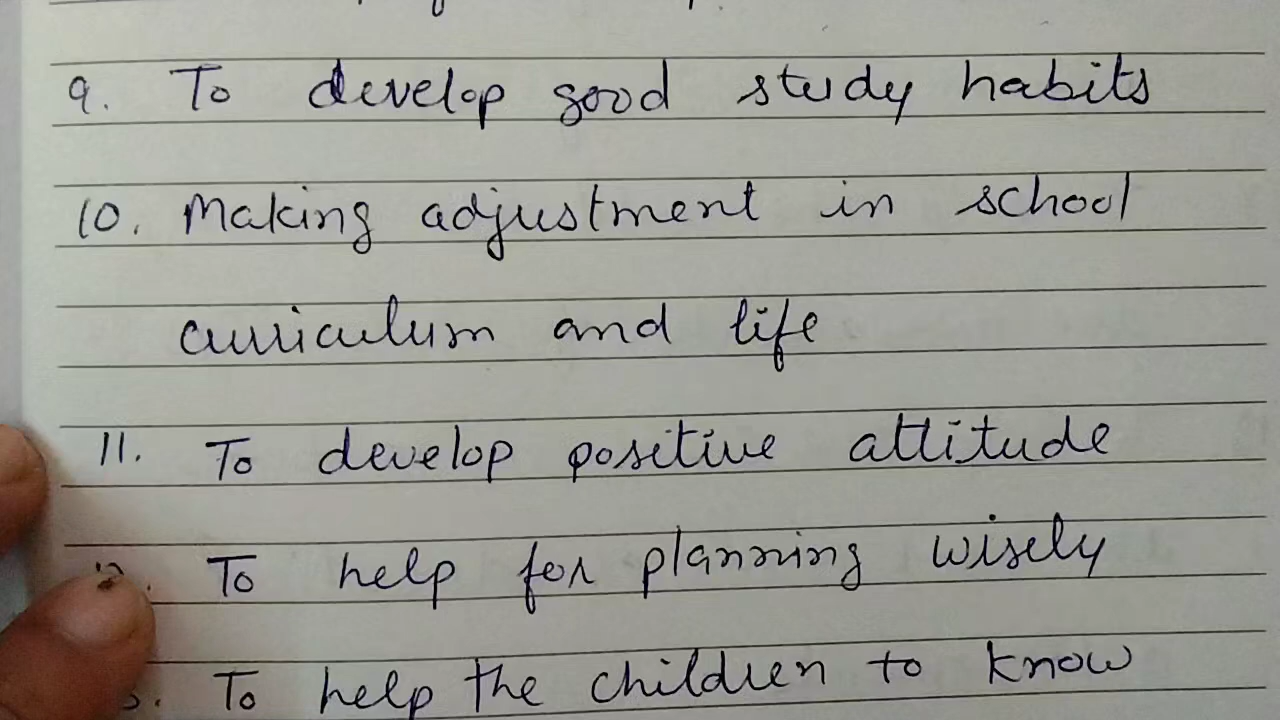 9. To develop good study habits
10. Making adjustment in school
curriculum and life
11. To develop positive attitude
To help for planning wisely
To help the children to know